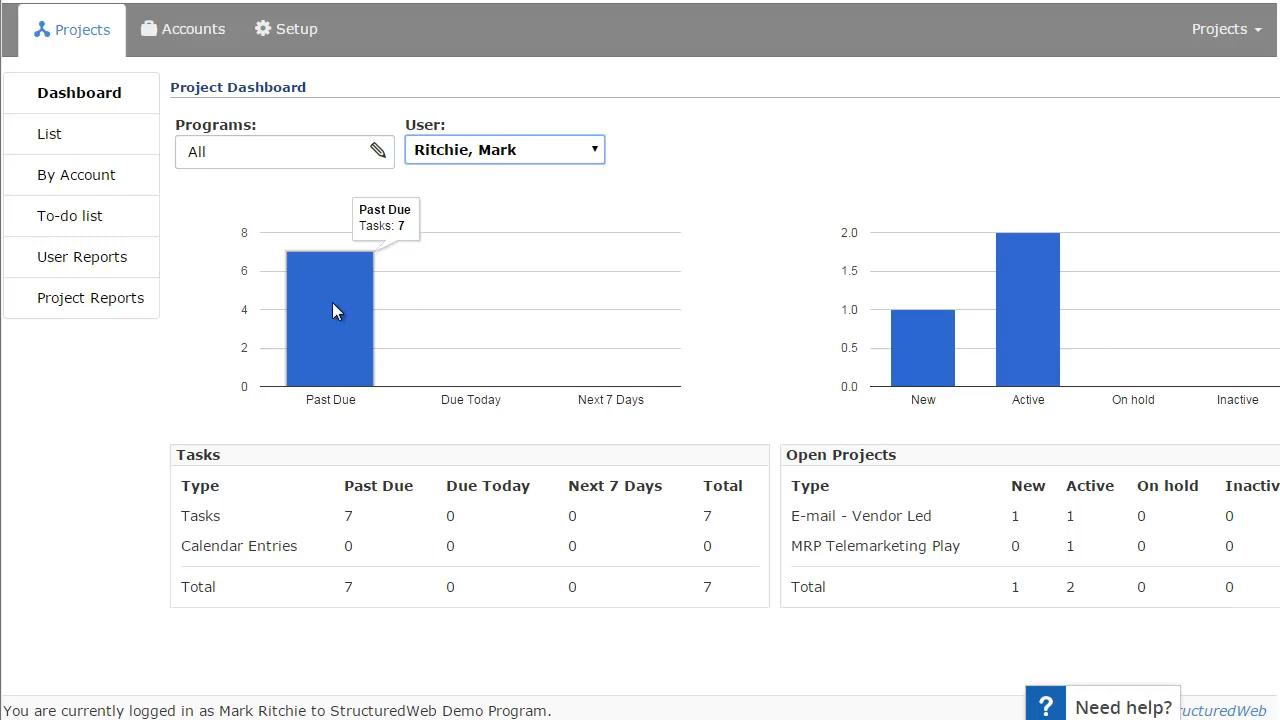 Projects Accounts Setup Projects
Dashboard
List
By Account
To-do list
User Reports
Project Reports
Project Dashboard
Programs: User:
All Ritchie, Mark
Past Due
Tasks: 7
8
6
4
2
0
Past Due Due Today Next 7 Days
2.0
1.5
1.0
0.5
0.0
New Active On hold Inactive
Tasks
Type Past Due Due Today Next 7 Days Total
Tasks 7 0 0 7
Calendar Entries 0 0 0 0
Total 7 0 0 7
Open Projects
Type New Active On hold Inactiv
E-mail - Vendor Led 1 1 0 0
MRP Telemarketing Play 0 1 0 0
Total 1 2 0 0
You are currently logged in as Mark Ritchie to StructuredWeb Demo Program.
? Need help?
ructuredWeb